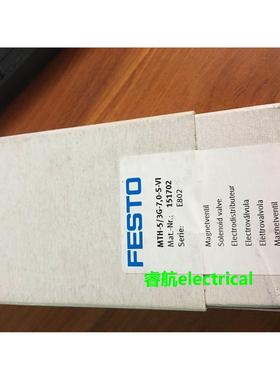 FESTO
MTH-5/3G-7,0-S-VI
Mat.-Nr.: 151702
Serie: E802
Magnetventil
Solenoid valve
Electrodistributeur
Electroválvula
Elettrovalvola
Magnetventil
睿航electrical